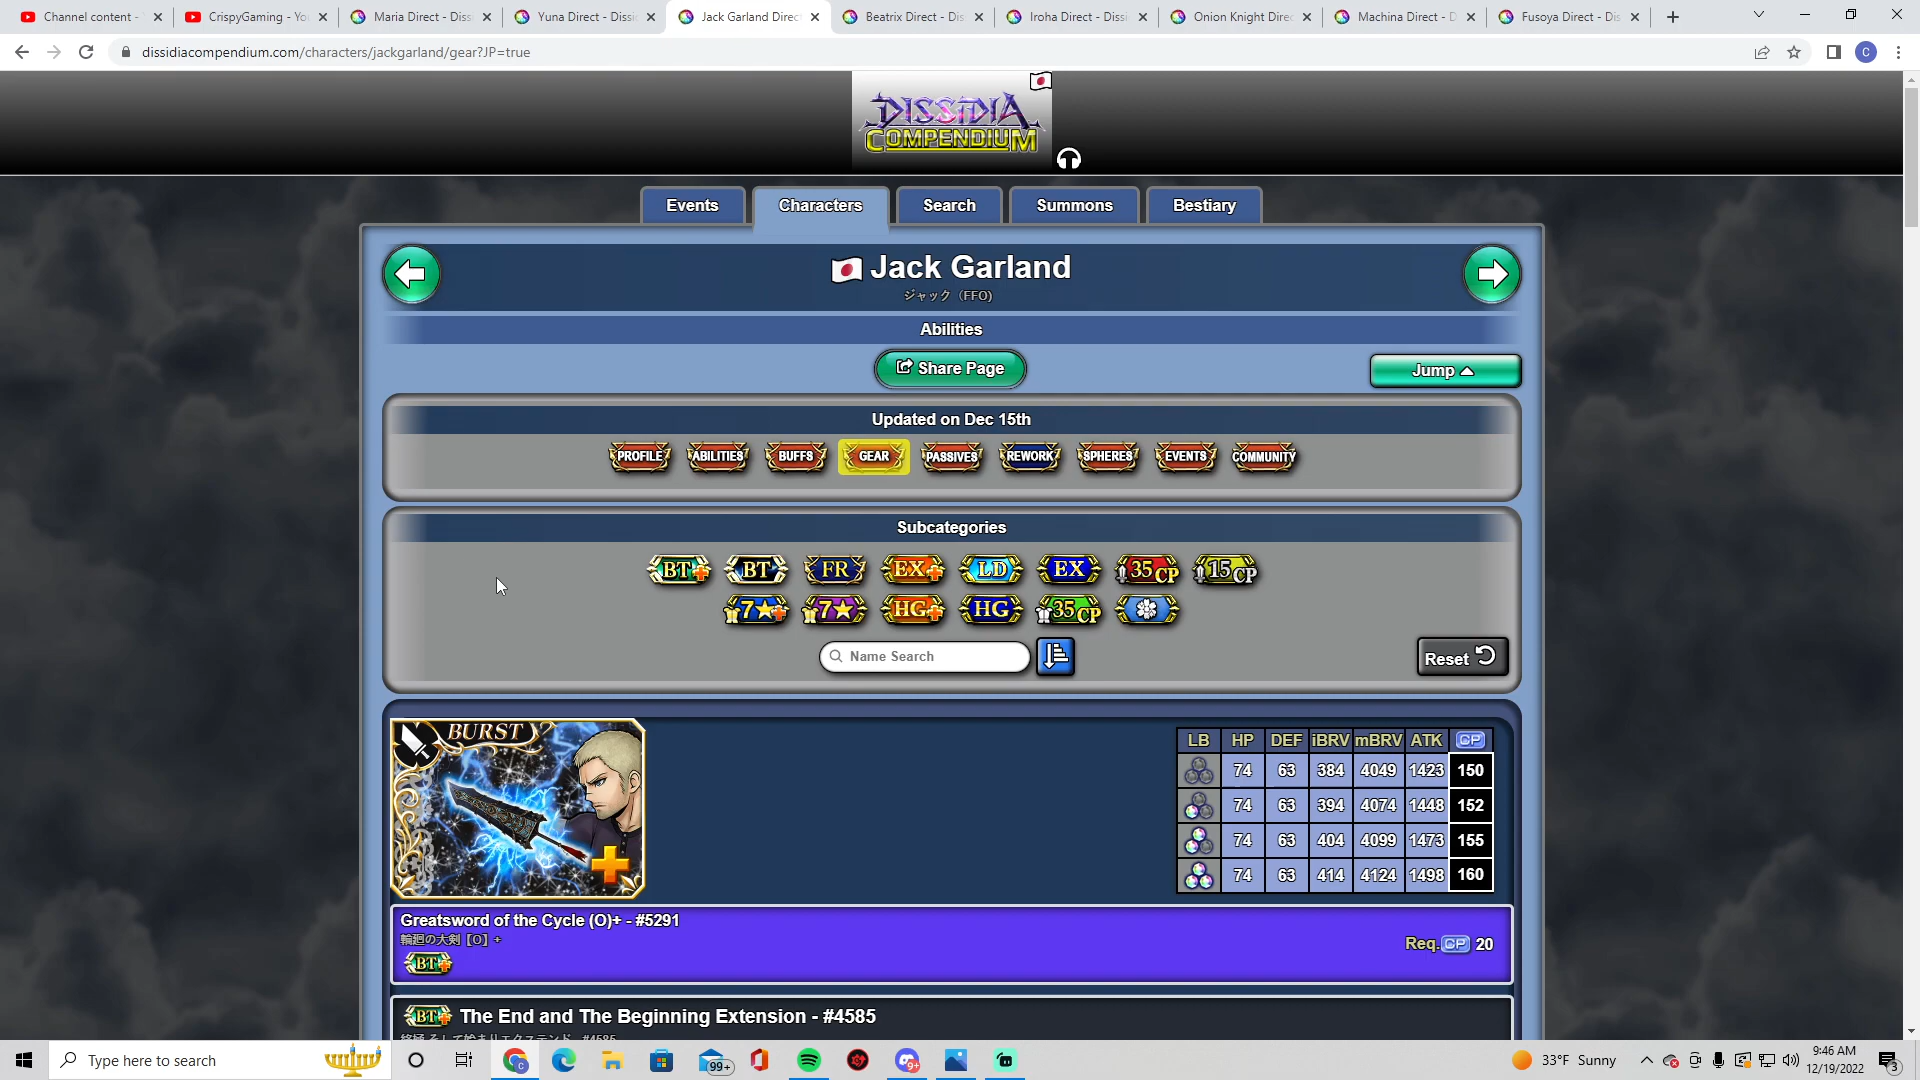 Channel content -
CrispyGaming - Yo
Maria Direct - Diss
Yuna Direct - Dissi
Jack Garland Direc
Beatrix Direct - Dis
Iroha Direct - Dissi
Onion Knight Direc
Machina Direct - D
Fusoya Direct - Dis
dissidiacompendium.com/characters/jackgarland/gear?JP=true
C
DISSIDIA
COMPENDIUM
Events
Characters
Search
Summons
Bestiary
Jack Garland
ジャック (FFO)
Abilities
Share Page
Jump
Updated on Dec 15th
PROFILE
ABILITIES
BUFFS
GEAR
PASSIVES
REWORK
SPHERES
EVENTS
COMMUNITY
Subcategories
BT+ BT FR EX+ LD EX 35CP 15CP
7★+ 7★ HG+ HG 35CP
Name Search
Reset
BURST
LB HP DEF iBRV mBRV ATK CP
74 63 384 4049 1423 150
74 63 394 4074 1448 152
74 63 404 4099 1473 155
74 63 414 4124 1498 160
Greatsword of the Cycle (O)+ - #5291
輪廻の大剣【O】+
BT+
Req. CP 20
BT+ The End and The Beginning Extension - #4585
Type here to search
99+
9+
33°F Sunny
9:46 AM
12/19/2022
3